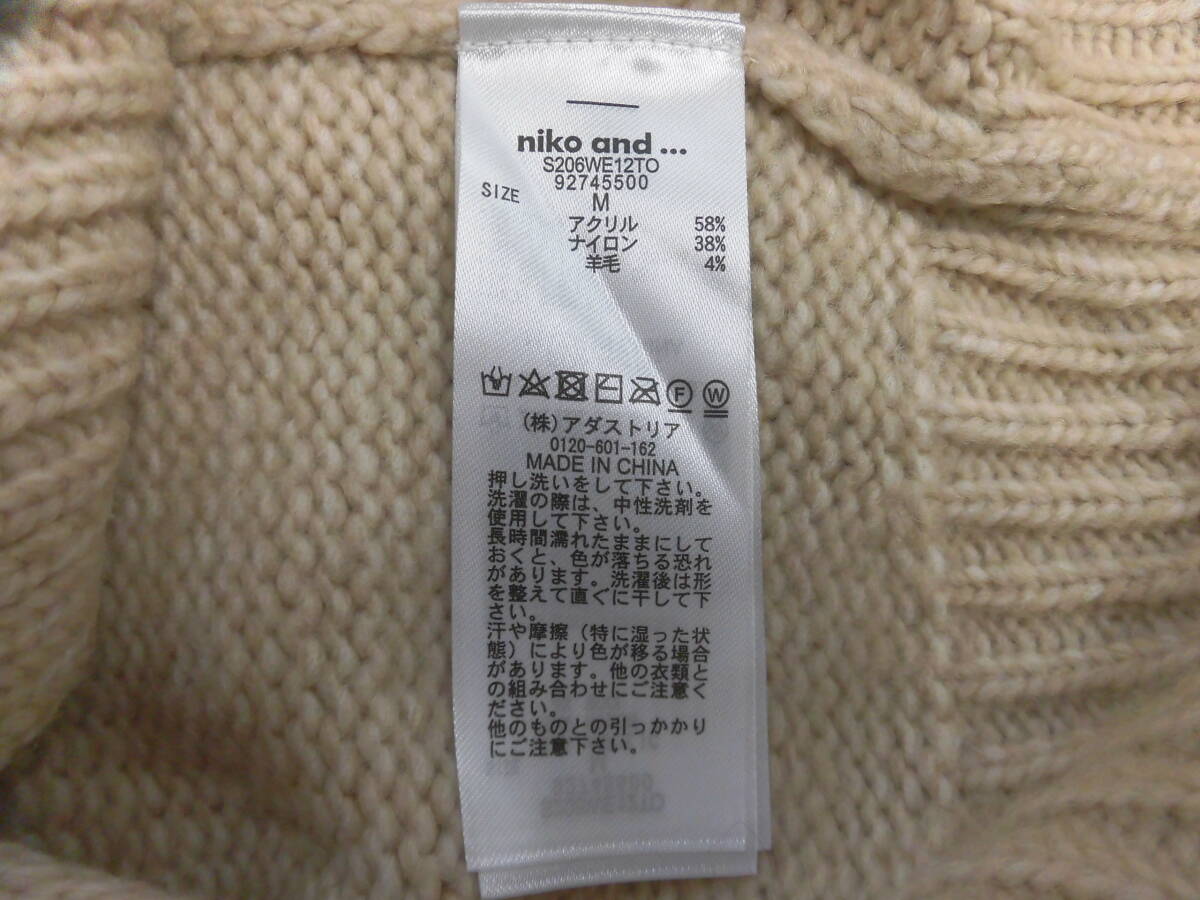 niko and ...
S206WE12TO
92745500
SIZE M
アクリル 58%
ナイロン 38%
羊毛 4%
F W
(株)アダストリア
0120-601-162
MADE IN CHINA
押し洗いをして下さい。
洗濯の際は、中性洗剤を
使用して下さい。
長時間濡れたままにして
おくと、色が落ちる恐れ
があります。洗濯後は形
を整えて直ぐに干して下
さい。
汗や摩擦（特に湿った状
態）により色が移る場合
があります。他の衣類と
の組み合わせにご注意く
ださい。
他のものとの引っかかり
にご注意下さい。